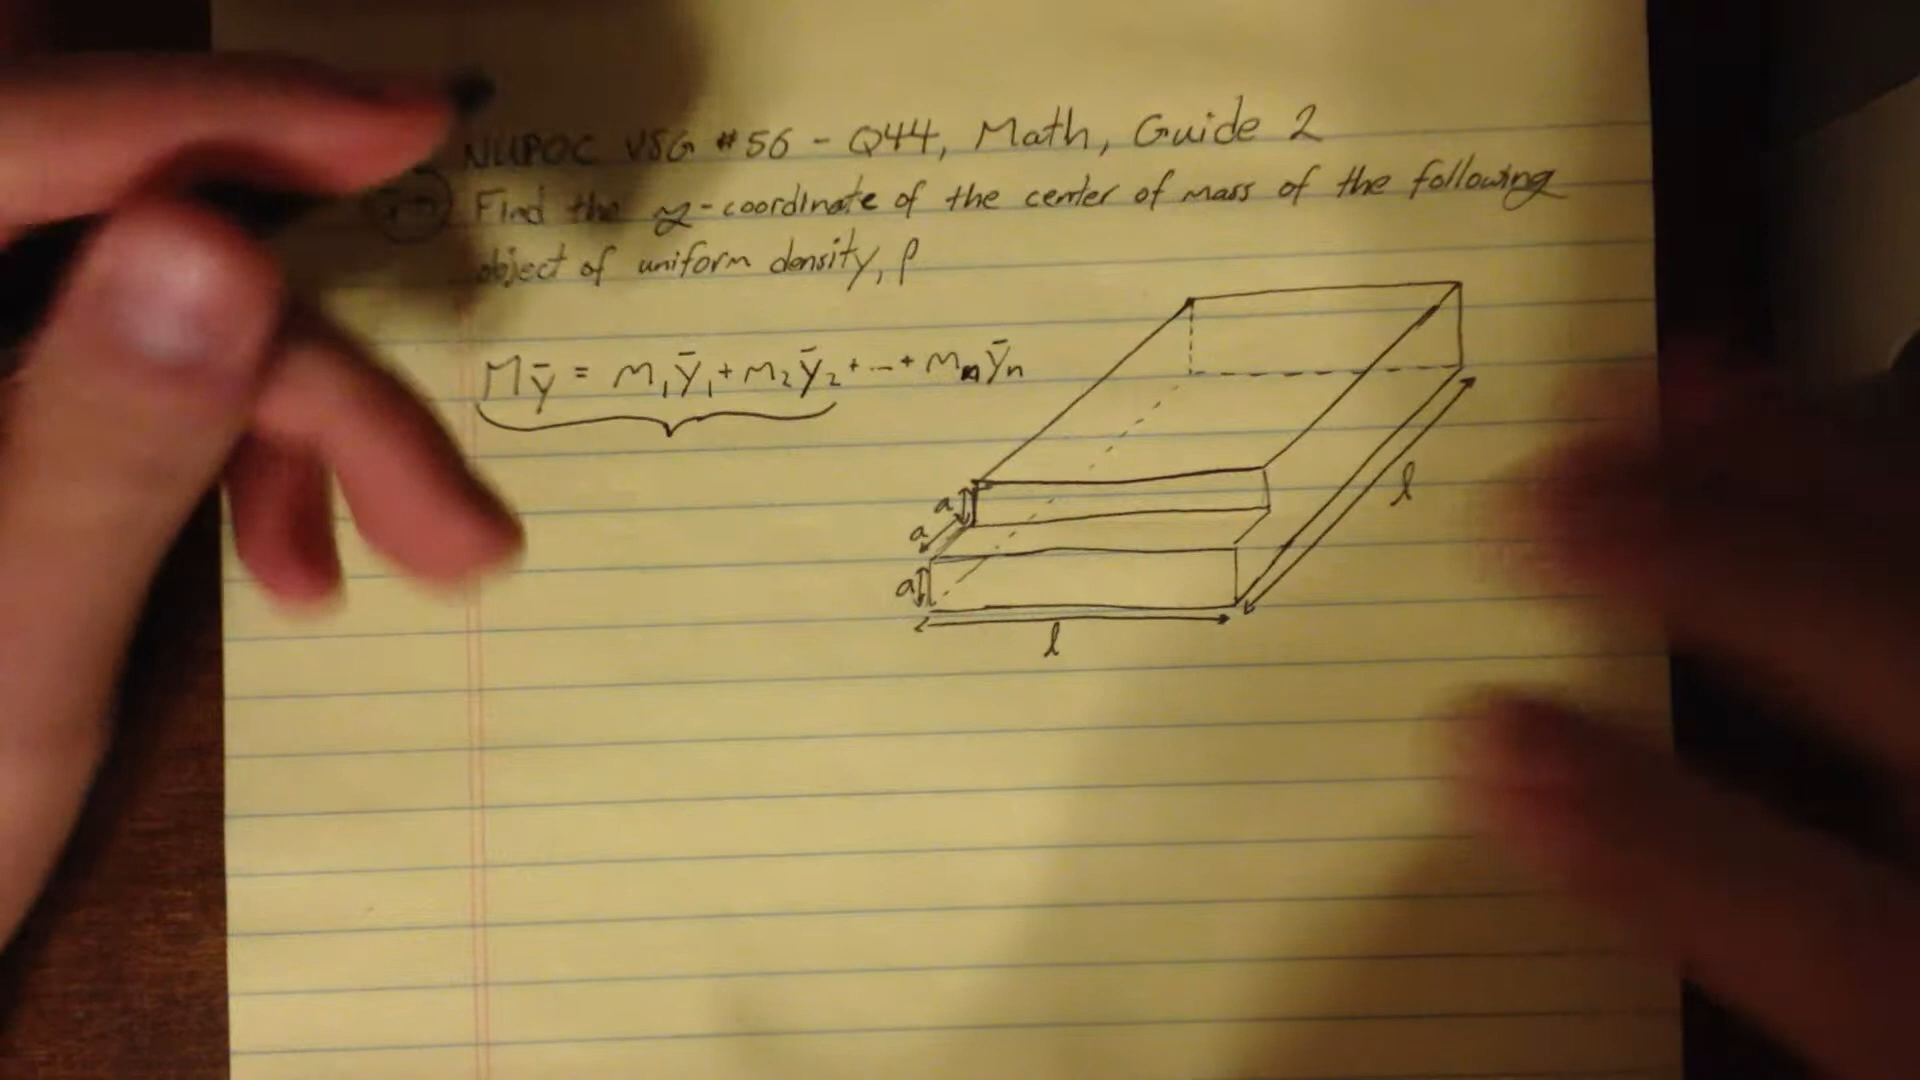 NUPOC VSG #56 - Q44, Math, Guide 2
Find the y-coordinate of the center of mass of the following
object of uniform density, ρ
Mȳ = m₁ȳ₁ + m₂ȳ₂ + ... + mₙȳₙ
a
a
a
l
l